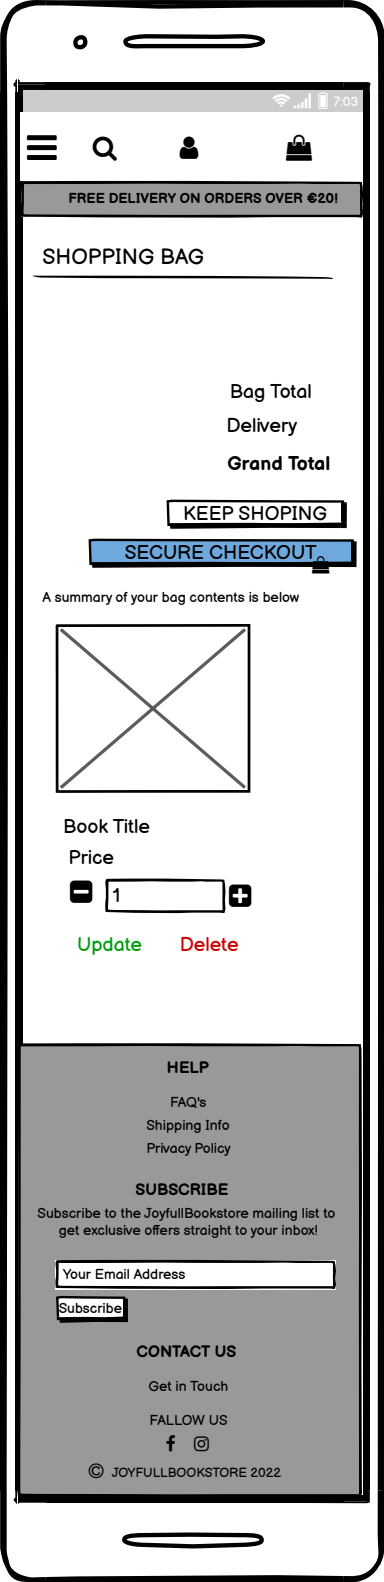 7:03
FREE DELIVERY ON ORDERS OVER €20!
SHOPPING BAG
Bag Total
Delivery
Grand Total
KEEP SHOPING
SECURE CHECKOUT
A summary of your bag contents is below
Book Title
Price
1
Update Delete
HELP
FAQ's
Shipping Info
Privacy Policy
SUBSCRIBE
Subscribe to the JoyfullBookstore mailing list to
get exclusive offers straight to your inbox!
Your Email Address
Subscribe
CONTACT US
Get in Touch
FALLOW US
© JOYFULLBOOKSTORE 2022